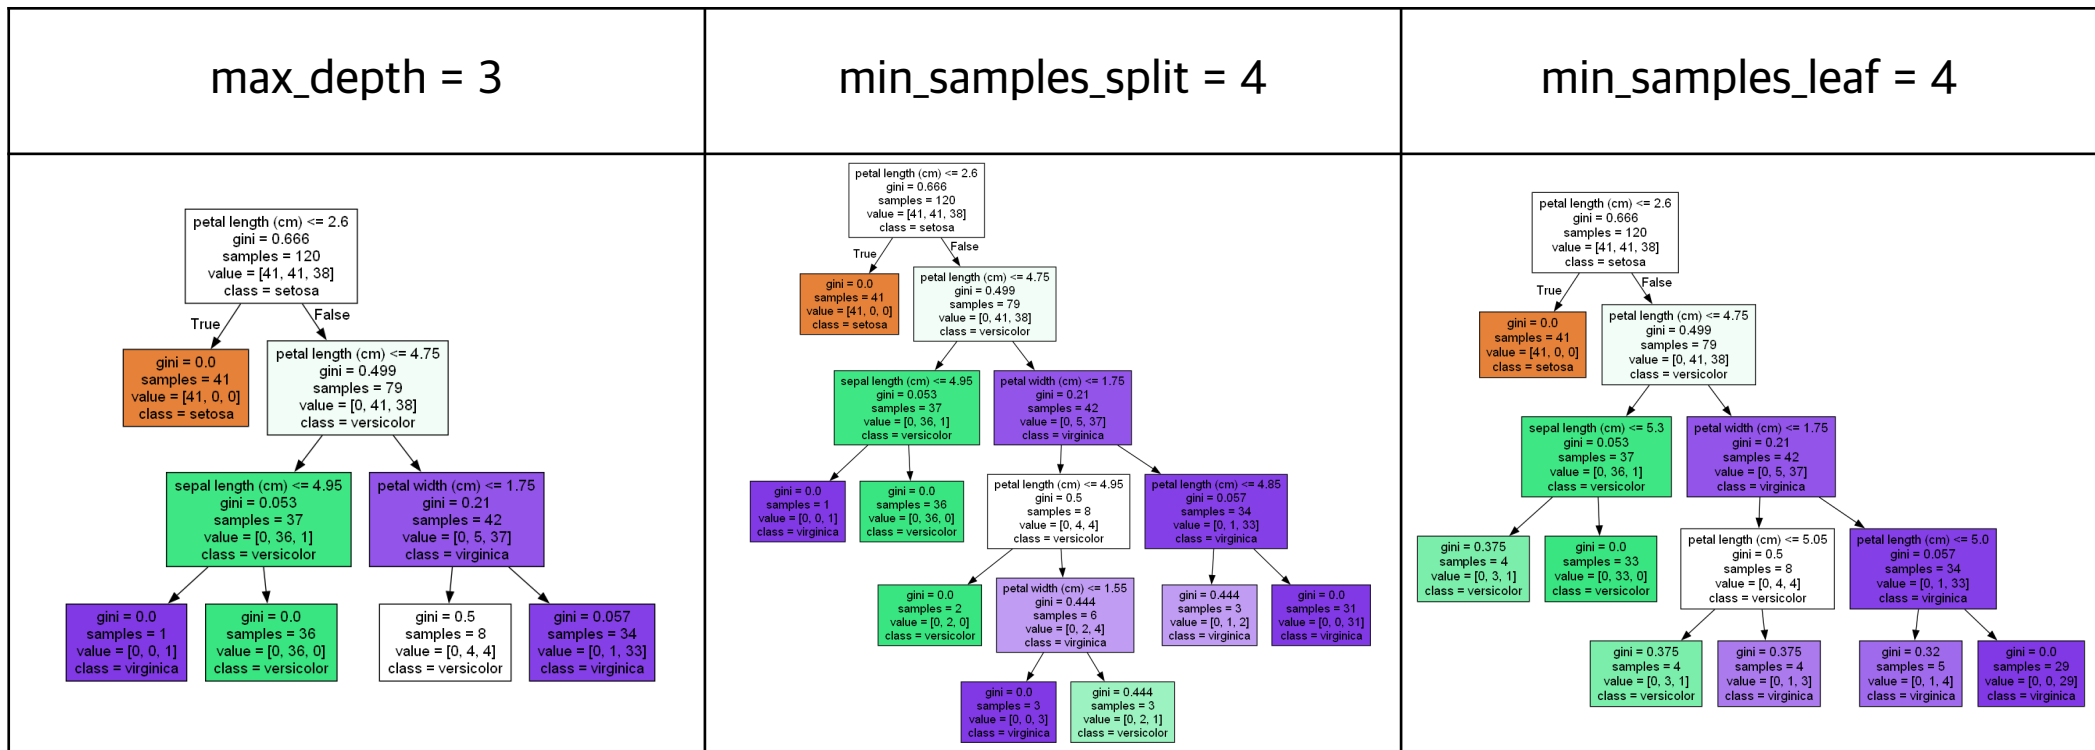 max_depth = 3
min_samples_split = 4
min_samples_leaf = 4
petal length (cm) <= 2.6
gini = 0.666
samples = 120
value = [41, 41, 38]
class = setosa
True
False
gini = 0.0
samples = 41
value = [41, 0, 0]
class = setosa
petal length (cm) <= 4.75
gini = 0.499
samples = 79
value = [0, 41, 38]
class = versicolor
sepal length (cm) <= 4.95
gini = 0.053
samples = 37
value = [0, 36, 1]
class = versicolor
petal width (cm) <= 1.75
gini = 0.21
samples = 42
value = [0, 5, 37]
class = virginica
gini = 0.0
samples = 1
value = [0, 0, 1]
class = virginica
gini = 0.0
samples = 36
value = [0, 36, 0]
class = versicolor
gini = 0.5
samples = 8
value = [0, 4, 4]
class = versicolor
gini = 0.057
samples = 34
value = [0, 1, 33]
class = virginica
petal length (cm) <= 2.6
gini = 0.666
samples = 120
value = [41, 41, 38]
class = setosa
True
False
gini = 0.0
samples = 41
value = [41, 0, 0]
class = setosa
petal length (cm) <= 4.75
gini = 0.499
samples = 79
value = [0, 41, 38]
class = versicolor
sepal length (cm) <= 4.95
gini = 0.053
samples = 37
value = [0, 36, 1]
class = versicolor
petal width (cm) <= 1.75
gini = 0.21
samples = 42
value = [0, 5, 37]
class = virginica
gini = 0.0
samples = 1
value = [0, 0, 1]
class = virginica
gini = 0.0
samples = 36
value = [0, 36, 0]
class = versicolor
petal length (cm) <= 4.95
gini = 0.5
samples = 8
value = [0, 4, 4]
class = versicolor
petal length (cm) <= 4.85
gini = 0.057
samples = 34
value = [0, 1, 33]
class = virginica
gini = 0.0
samples = 2
value = [0, 2, 0]
class = versicolor
petal width (cm) <= 1.55
gini = 0.444
samples = 6
value = [0, 2, 4]
class = virginica
gini = 0.444
samples = 3
value = [0, 1, 2]
class = virginica
gini = 0.0
samples = 31
value = [0, 0, 31]
class = virginica
gini = 0.0
samples = 3
value = [0, 0, 3]
class = virginica
gini = 0.444
samples = 3
value = [0, 2, 1]
class = versicolor
petal length (cm) <= 2.6
gini = 0.666
samples = 120
value = [41, 41, 38]
class = setosa
True
False
gini = 0.0
samples = 41
value = [41, 0, 0]
class = setosa
petal length (cm) <= 4.75
gini = 0.499
samples = 79
value = [0, 41, 38]
class = versicolor
sepal length (cm) <= 5.3
gini = 0.053
samples = 37
value = [0, 36, 1]
class = versicolor
petal width (cm) <= 1.75
gini = 0.21
samples = 42
value = [0, 5, 37]
class = virginica
gini = 0.375
samples = 4
value = [0, 3, 1]
class = versicolor
gini = 0.0
samples = 33
value = [0, 33, 0]
class = versicolor
petal length (cm) <= 5.05
gini = 0.5
samples = 8
value = [0, 4, 4]
class = versicolor
petal length (cm) <= 5.0
gini = 0.057
samples = 34
value = [0, 1, 33]
class = virginica
gini = 0.375
samples = 4
value = [0, 3, 1]
class = versicolor
gini = 0.375
samples = 4
value = [0, 1, 3]
class = virginica
gini = 0.32
samples = 5
value = [0, 1, 4]
class = virginica
gini = 0.0
samples = 29
value = [0, 0, 29]
class = virginica